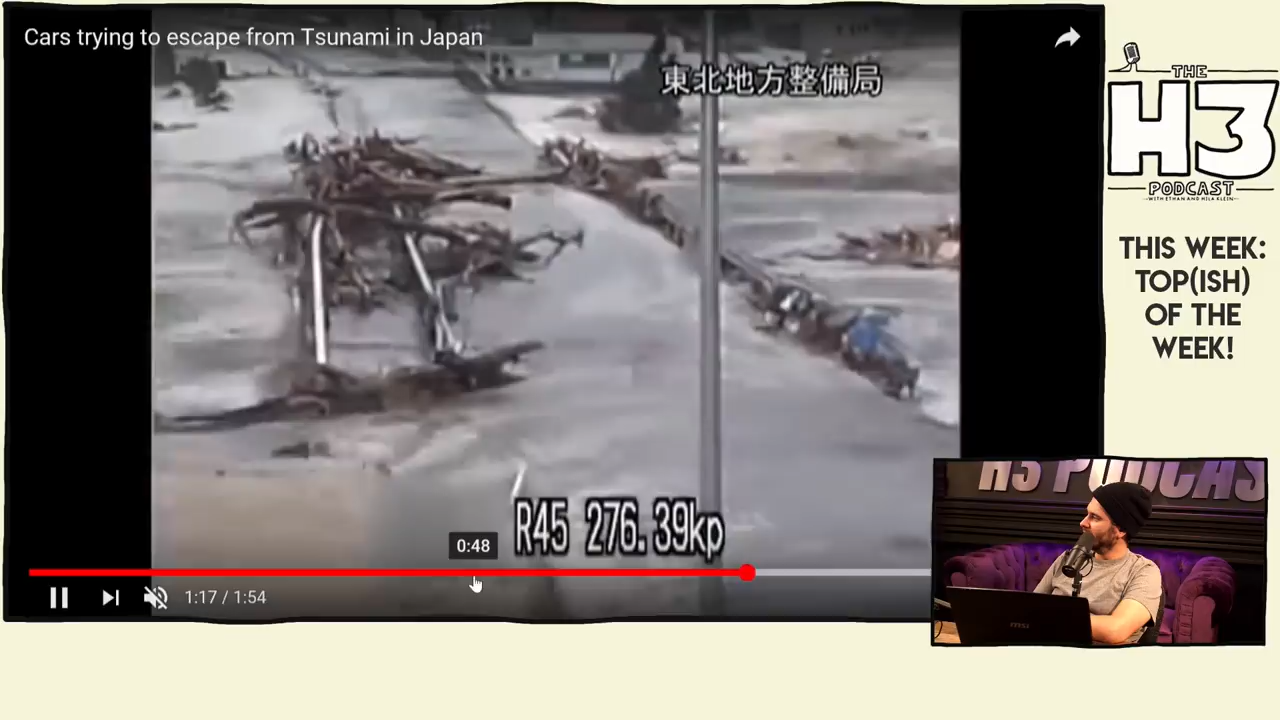 Cars trying to escape from Tsunami in Japan
東北地方整備局
R45 276.39kp
0:48
1:17 / 1:54
THE
H3
PODCAST
WITH ETHAN AND HILA KLEIN
THIS WEEK:
TOP(ISH)
OF THE
WEEK!
H3 PODCAS
msi